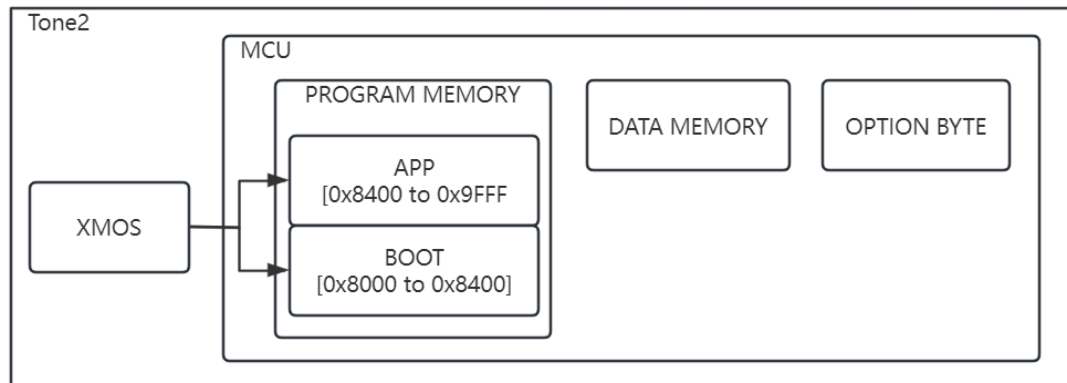 Tone2
MCU
PROGRAM MEMORY
DATA MEMORY
OPTION BYTE
APP
[0x8400 to 0x9FFF
XMOS
BOOT
[0x8000 to 0x8400]